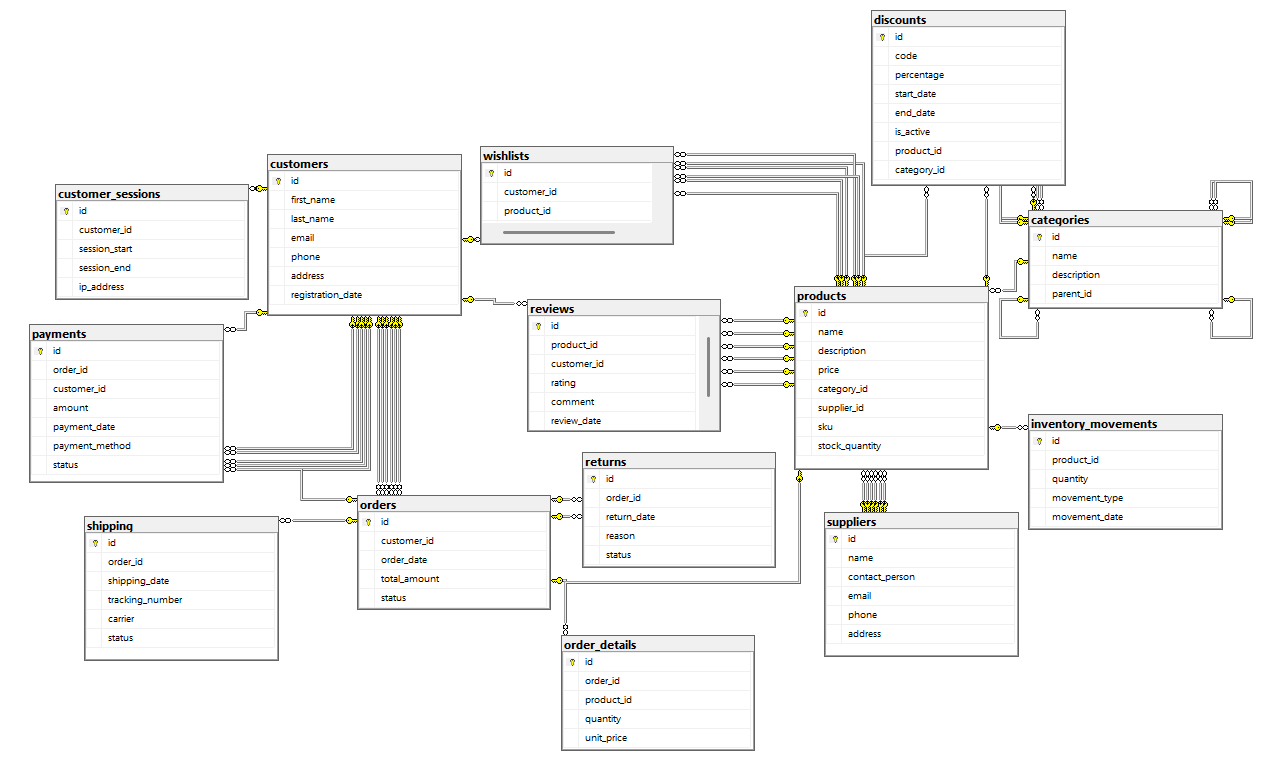 discounts
id
code
percentage
start_date
end_date
is_active
product_id
category_id
customers
id
first_name
last_name
email
phone
address
registration_date
wishlists
id
customer_id
product_id
customer_sessions
id
customer_id
session_start
session_end
ip_address
categories
id
name
description
parent_id
products
id
name
description
price
category_id
supplier_id
sku
stock_quantity
reviews
id
product_id
customer_id
rating
comment
review_date
payments
id
order_id
customer_id
amount
payment_date
payment_method
status
inventory_movements
id
product_id
quantity
movement_type
movement_date
returns
id
order_id
return_date
reason
status
orders
id
customer_id
order_date
total_amount
status
shipping
id
order_id
shipping_date
tracking_number
carrier
status
suppliers
id
name
contact_person
email
phone
address
order_details
id
order_id
product_id
quantity
unit_price